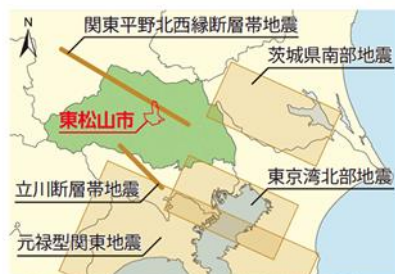 N
関東平野北西縁断層帯地震
茨城県南部地震
東松山市
立川断層帯地震
東京湾北部地震
元禄型関東地震